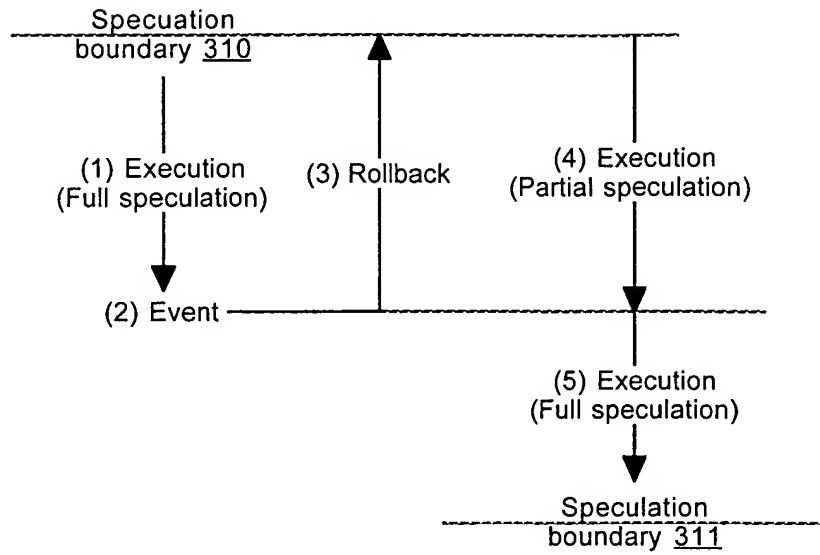 Specuation
boundary 310
(1) Execution
(Full speculation)
(3) Rollback
(4) Execution
(Partial speculation)
(2) Event
(5) Execution
(Full speculation)
Speculation
boundary 311